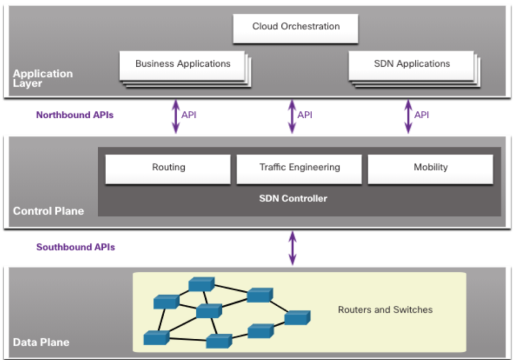 Cloud Orchestration
Business Applications
SDN Applications
Application
Layer
Northbound APIs
API
API
API
Routing
Traffic Engineering
Mobility
SDN Controller
Control Plane
Southbound APIs
Routers and Switches
Data Plane